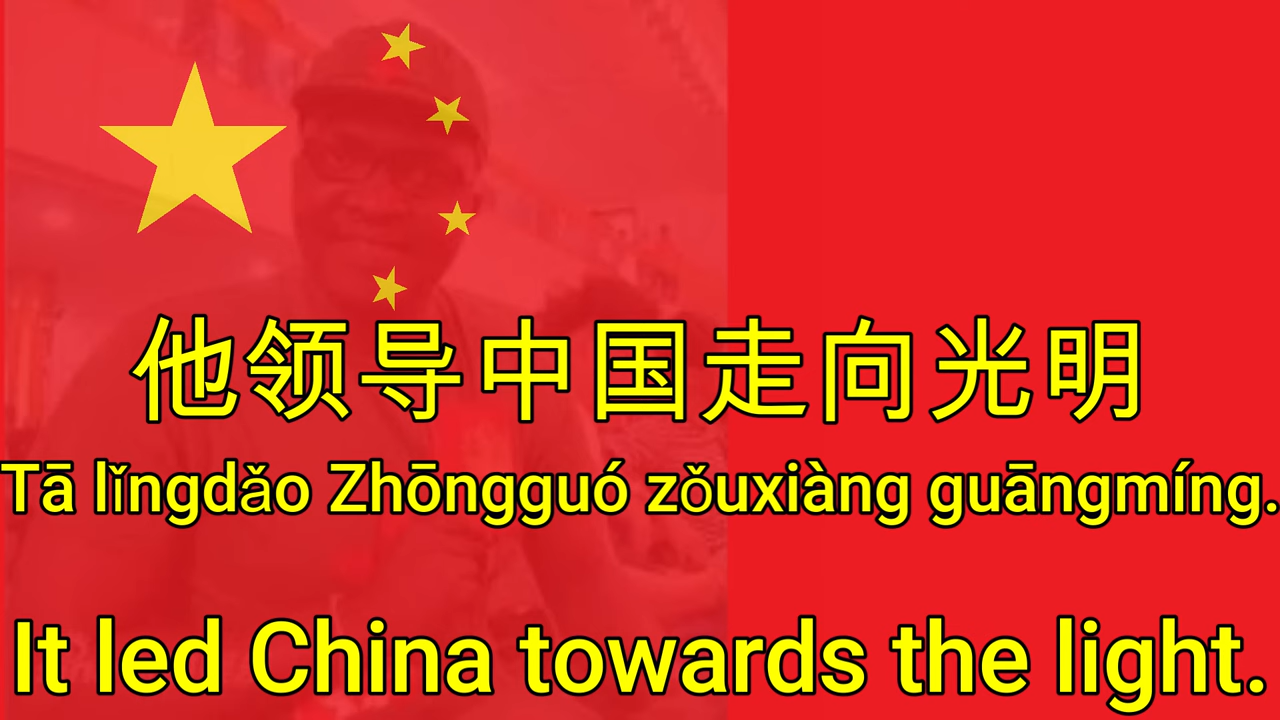 他领导中国走向光明
Tā lǐngdǎo Zhōngguó zǒuxiàng guāngmíng.
It led China towards the light.